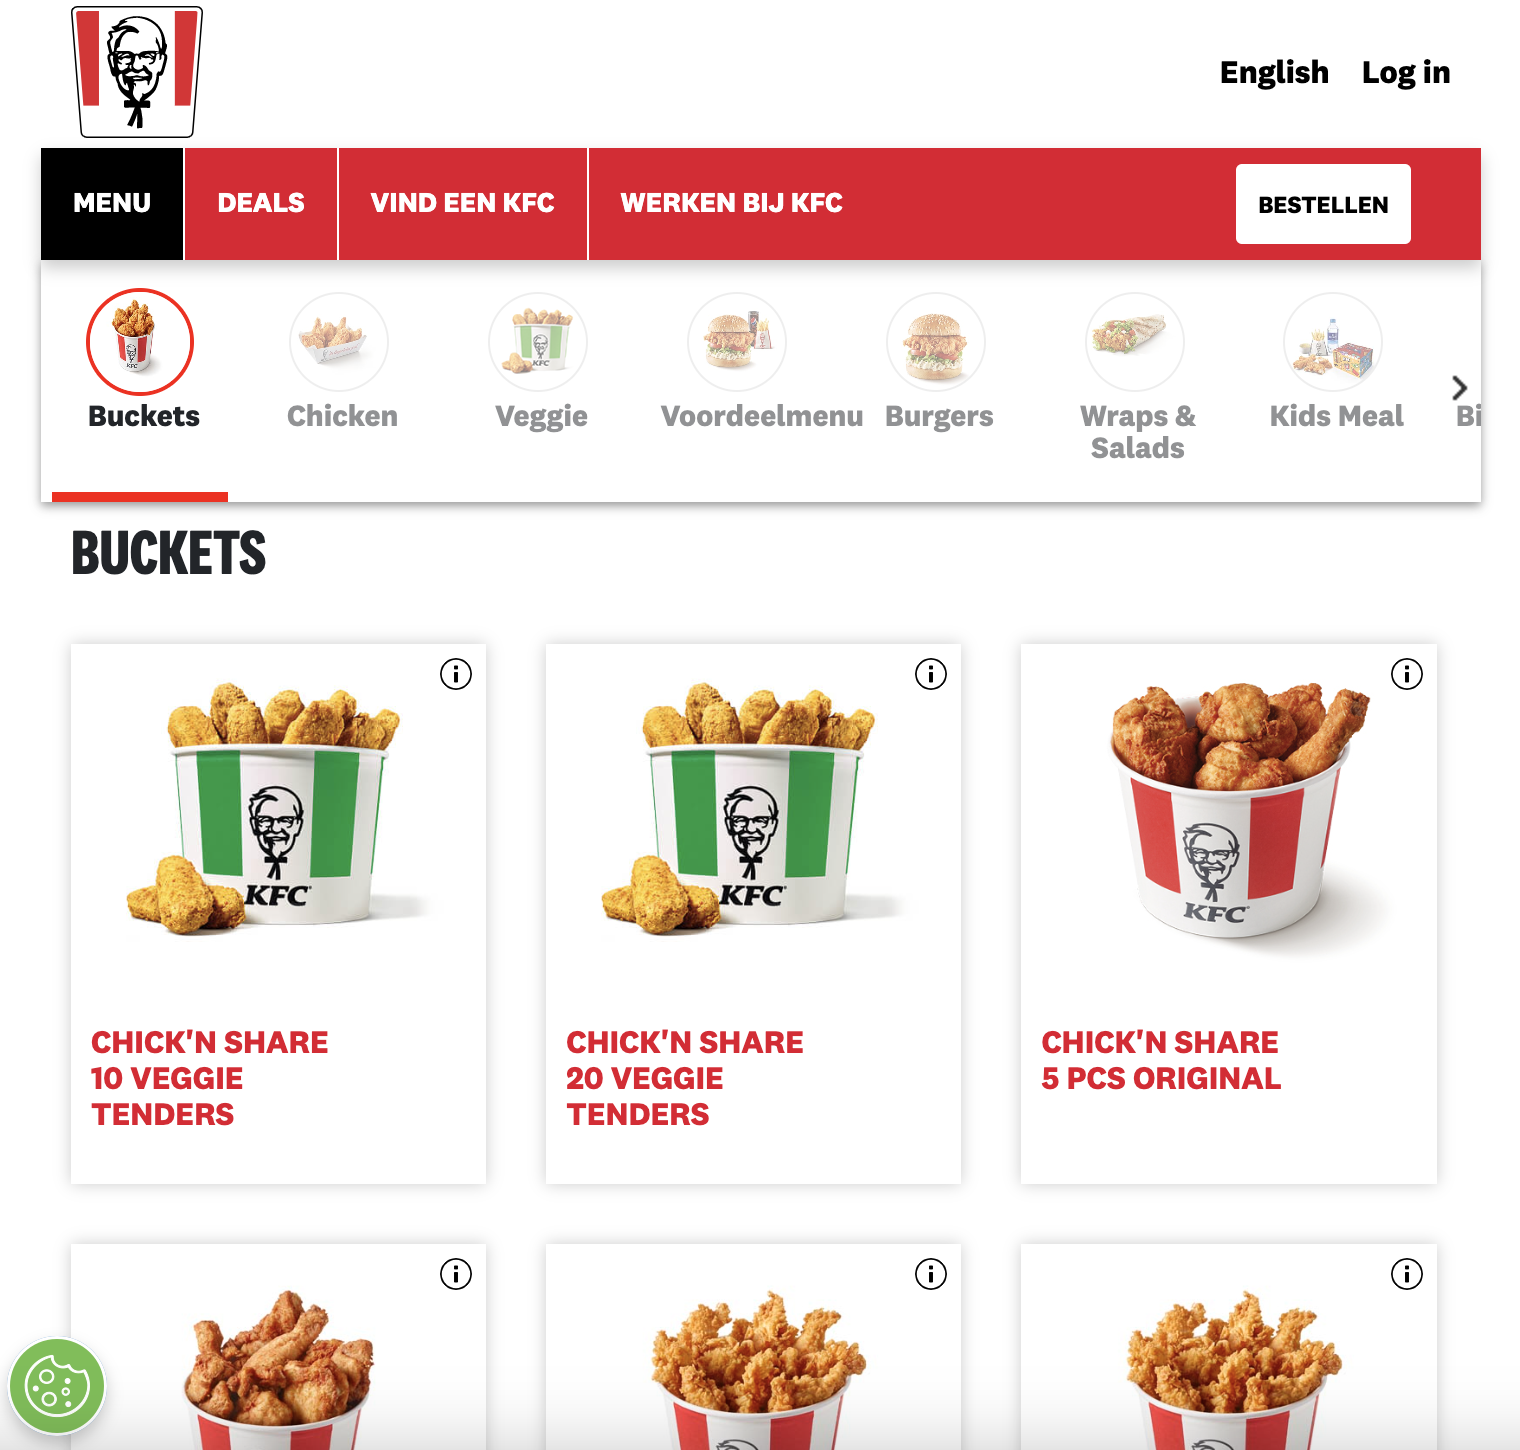 English Log in
MENU DEALS VIND EEN KFC WERKEN BIJ KFC BESTELLEN
Buckets Chicken Veggie Voordeelmenu Burgers Wraps & Kids Meal Bi
Salads
BUCKETS
KFC KFC KFC
CHICK'N SHARE
10 VEGGIE
TENDERS
CHICK'N SHARE
20 VEGGIE
TENDERS
CHICK'N SHARE
5 PCS ORIGINAL